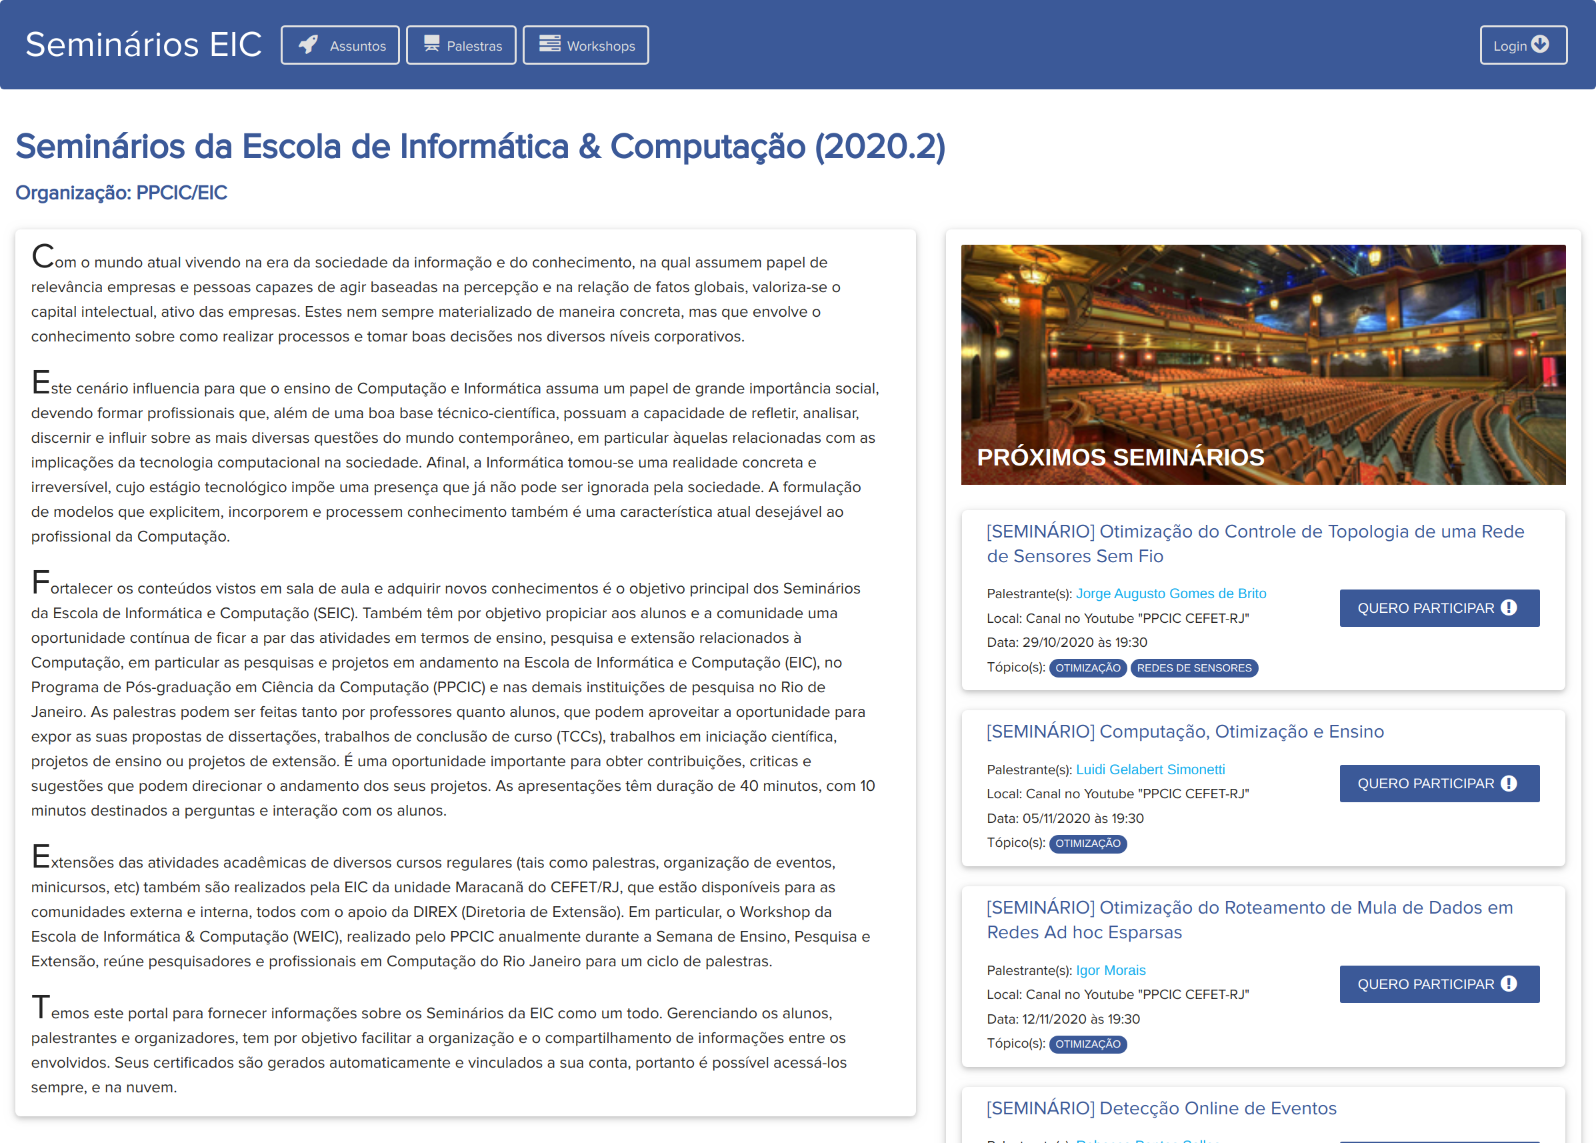 Seminários EIC
Assuntos
Palestras
Workshops
Login
Seminários da Escola de Informática & Computação (2020.2)
Organização: PPCIC/EIC
Com o mundo atual vivendo na era da sociedade da informação e do conhecimento, na qual assumem papel de
relevância empresas e pessoas capazes de agir baseadas na percepção e na relação de fatos globais, valoriza-se o
capital intelectual, ativo das empresas. Estes nem sempre materializado de maneira concreta, mas que envolve o
conhecimento sobre como realizar processos e tomar boas decisões nos diversos níveis corporativos.
Este cenário influencia para que o ensino de Computação e Informática assuma um papel de grande importância social,
devendo formar profissionais que, além de uma boa base técnico-científica, possuam a capacidade de refletir, analisar,
discernir e influir sobre as mais diversas questões do mundo contemporâneo, em particular àquelas relacionadas com as
implicações da tecnologia computacional na sociedade. Afinal, a Informática tomou-se uma realidade concreta e
irreversível, cujo estágio tecnológico impõe uma presença que já não pode ser ignorada pela sociedade. A formulação
de modelos que explicitem, incorporem e processem conhecimento também é uma característica atual desejável ao
profissional da Computação.
Fortalecer os conteúdos vistos em sala de aula e adquirir novos conhecimentos é o objetivo principal dos Seminários
da Escola de Informática e Computação (SEIC). Também têm por objetivo propiciar aos alunos e a comunidade uma
oportunidade contínua de ficar a par das atividades em termos de ensino, pesquisa e extensão relacionados à
Computação, em particular as pesquisas e projetos em andamento na Escola de Informática e Computação (EIC), no
Programa de Pós-graduação em Ciência da Computação (PPCIC) e nas demais instituições de pesquisa no Rio de
Janeiro. As palestras podem ser feitas tanto por professores quanto alunos, que podem aproveitar a oportunidade para
expor as suas propostas de dissertações, trabalhos de conclusão de curso (TCCs), trabalhos em iniciação científica,
projetos de ensino ou projetos de extensão. É uma oportunidade importante para obter contribuições, criticas e
sugestões que podem direcionar o andamento dos seus projetos. As apresentações têm duração de 40 minutos, com 10
minutos destinados a perguntas e interação com os alunos.
Extensões das atividades acadêmicas de diversos cursos regulares (tais como palestras, organização de eventos,
minicursos, etc) também são realizados pela EIC da unidade Maracanã do CEFET/RJ, que estão disponíveis para as
comunidades externa e interna, todos com o apoio da DIREX (Diretoria de Extensão). Em particular, o Workshop da
Escola de Informática & Computação (WEIC), realizado pelo PPCIC anualmente durante a Semana de Ensino, Pesquisa e
Extensão, reúne pesquisadores e profissionais em Computação do Rio Janeiro para um ciclo de palestras.
Temos este portal para fornecer informações sobre os Seminários da EIC como um todo. Gerenciando os alunos,
palestrantes e organizadores, tem por objetivo facilitar a organização e o compartilhamento de informações entre os
envolvidos. Seus certificados são gerados automaticamente e vinculados a sua conta, portanto é possível acessá-los
sempre, e na nuvem.
PRÓXIMOS SEMINÁRIOS
[SEMINÁRIO] Otimização do Controle de Topologia de uma Rede
de Sensores Sem Fio
Palestrante(s): Jorge Augusto Gomes de Brito
Local: Canal no Youtube "PPCIC CEFET-RJ"
Data: 29/10/2020 às 19:30
Tópico(s): OTIMIZAÇÃO REDES DE SENSORES
QUERO PARTICIPAR
[SEMINÁRIO] Computação, Otimização e Ensino
Palestrante(s): Luidi Gelabert Simonetti
Local: Canal no Youtube "PPCIC CEFET-RJ"
Data: 05/11/2020 às 19:30
Tópico(s): OTIMIZAÇÃO
QUERO PARTICIPAR
[SEMINÁRIO] Otimização do Roteamento de Mula de Dados em
Redes Ad hoc Esparsas
Palestrante(s): Igor Morais
Local: Canal no Youtube "PPCIC CEFET-RJ"
Data: 12/11/2020 às 19:30
Tópico(s): OTIMIZAÇÃO
QUERO PARTICIPAR
[SEMINÁRIO] Detecção Online de Eventos